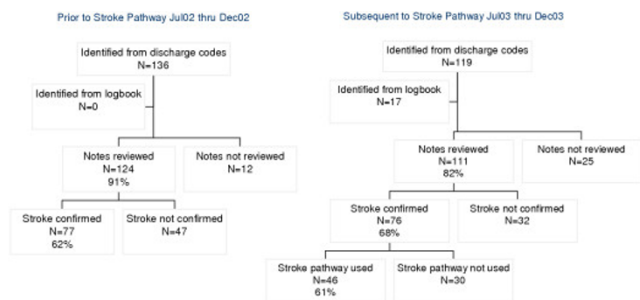 Prior to Stroke Pathway Jul02 thru Dec02
Identified from discharge codes
N=136
Identified from logbook
N=0
Notes reviewed
N=124
91%
Notes not reviewed
N=12
Stroke confirmed
N=77
62%
Stroke not confirmed
N=47
Subsequent to Stroke Pathway Jul03 thru Dec03
Identified from discharge codes
N=119
Identified from logbook
N=17
Notes reviewed
N=111
82%
Notes not reviewed
N=25
Stroke confirmed
N=76
68%
Stroke not confirmed
N=32
Stroke pathway used
N=46
61%
Stroke pathway not used
N=30